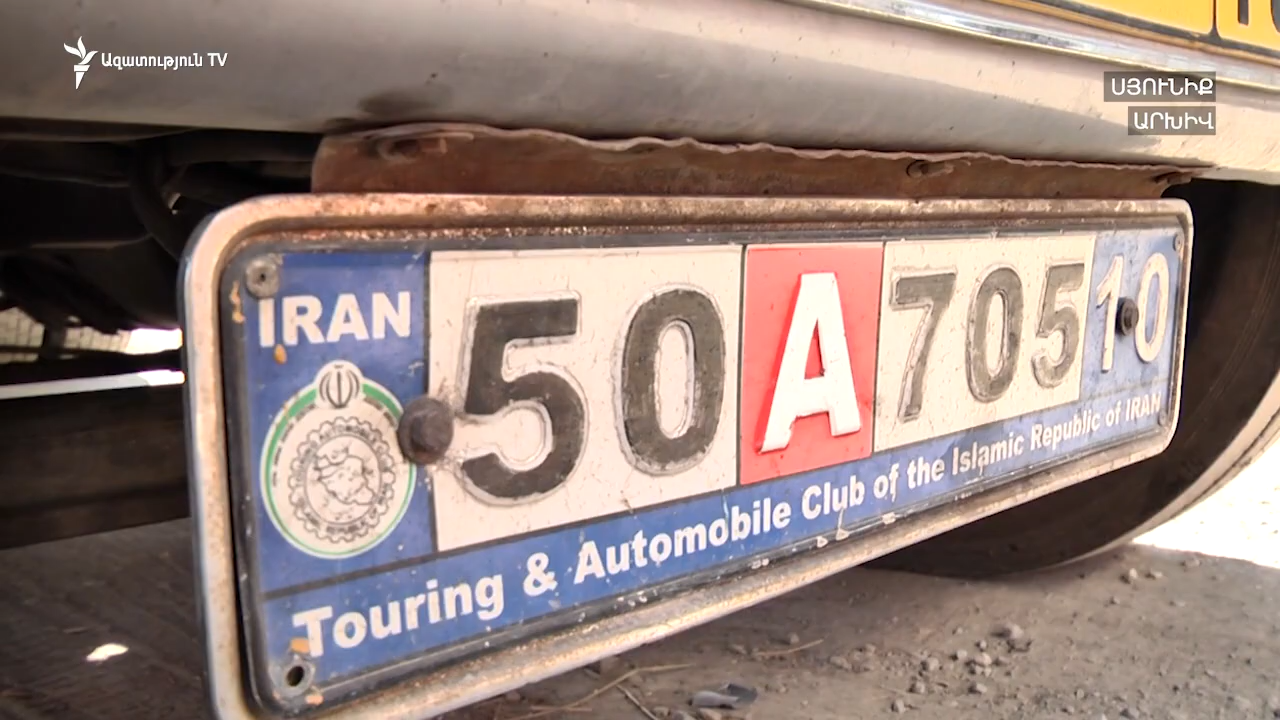 Ազատություն TV
ՍՅՈՒՆԻՔ
ԱՐԽԻՎ
IRAN
50 A 705 10
Touring & Automobile Club of the Islamic Republic of IRAN